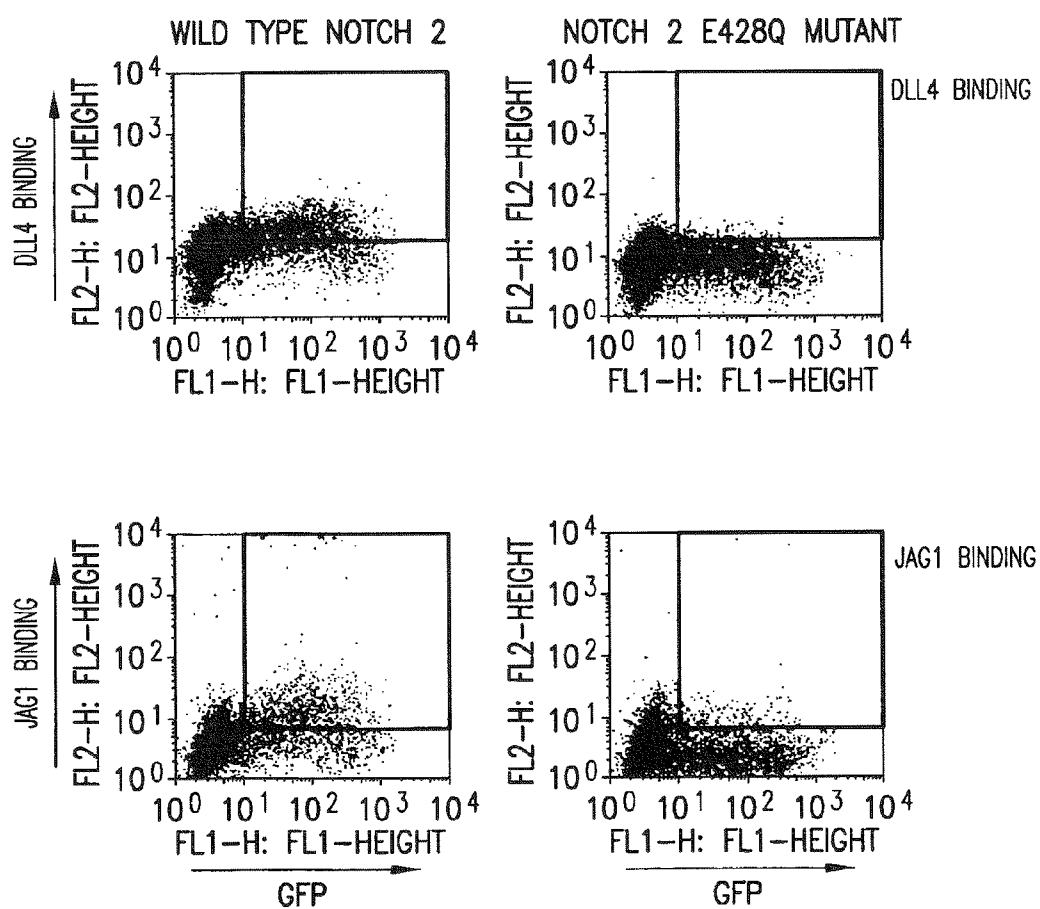 WILD TYPE NOTCH 2
NOTCH 2 E428Q MUTANT
DLL4 BINDING
FL2-H: FL2-HEIGHT
10⁴
10³
10²
10¹
10⁰
10⁰ 10¹ 10² 10³ 10⁴
FL1-H: FL1-HEIGHT
FL2-H: FL2-HEIGHT
10⁴
10³
10²
10¹
10⁰
10⁰ 10¹ 10² 10³ 10⁴
FL1-H: FL1-HEIGHT
DLL4 BINDING
JAG1 BINDING
FL2-H: FL2-HEIGHT
10⁴
10³
10²
10¹
10⁰
10⁰ 10¹ 10² 10³ 10⁴
FL1-H: FL1-HEIGHT
GFP
FL2-H: FL2-HEIGHT
10⁴
10³
10²
10¹
10⁰
10⁰ 10¹ 10² 10³ 10⁴
FL1-H: FL1-HEIGHT
GFP
JAG1 BINDING